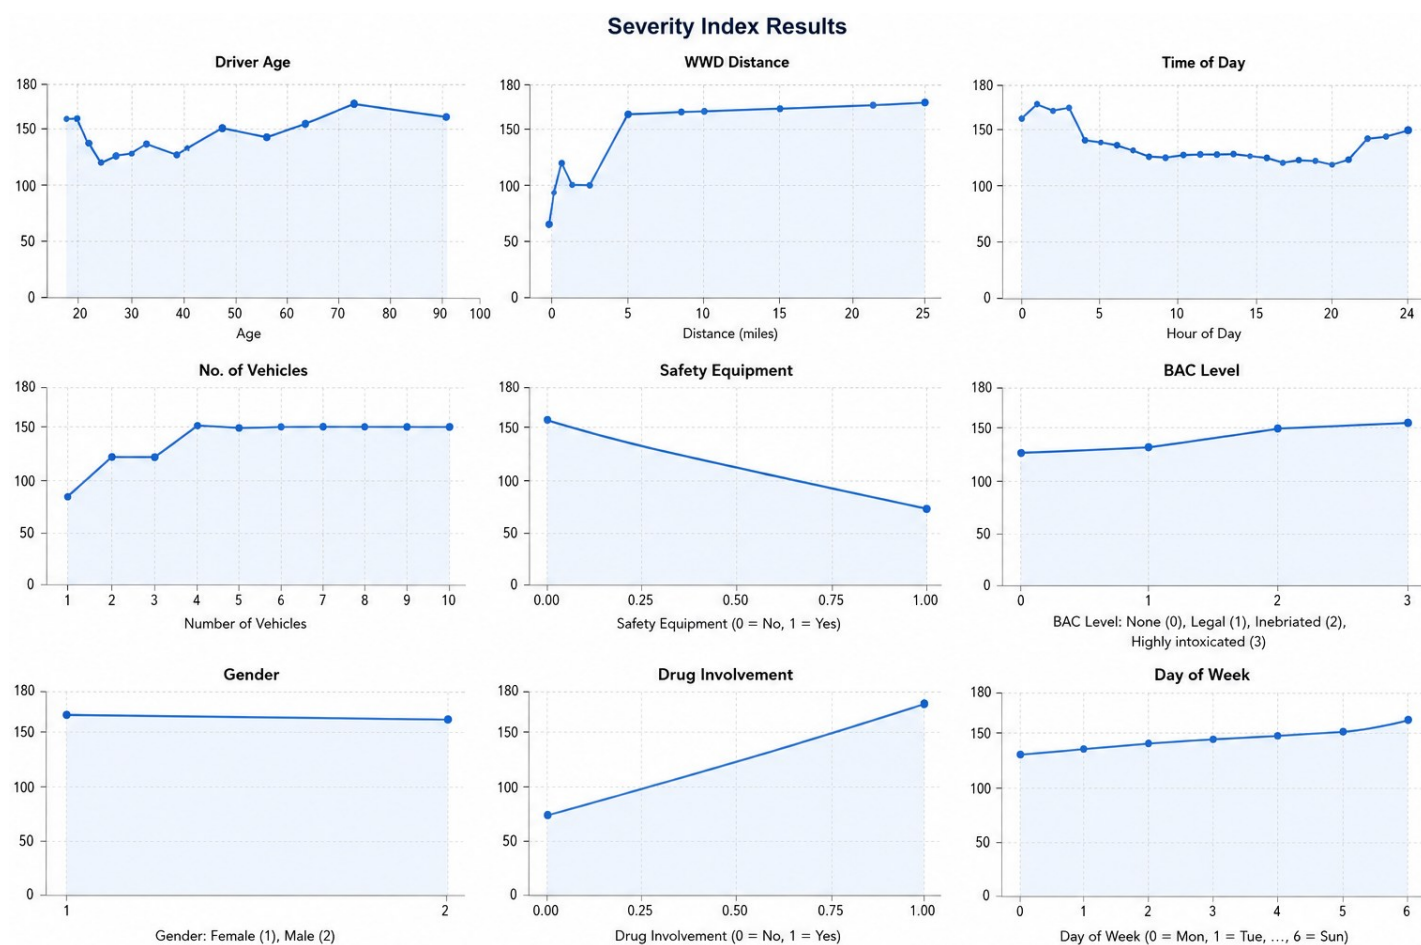 Severity Index Results
Driver Age
180
150
100
50
0
20 30 40 50 60 70 80 90 100
Age
WWD Distance
180
150
100
50
0
0 5 10 15 20 25
Distance (miles)
Time of Day
180
150
100
50
0
0 5 10 15 20 24
Hour of Day
No. of Vehicles
180
150
100
50
0
1 2 3 4 5 6 7 8 9 10
Number of Vehicles
Safety Equipment
180
150
100
50
0
0.00 0.25 0.50 0.75 1.00
Safety Equipment (0 = No, 1 = Yes)
BAC Level
180
150
100
50
0
0 1 2 3
BAC Level: None (0), Legal (1), Inebriated (2),
Highly intoxicated (3)
Gender
180
150
100
50
0
1 2
Gender: Female (1), Male (2)
Drug Involvement
180
150
100
50
0
0.00 0.25 0.50 0.75 1.00
Drug Involvement (0 = No, 1 = Yes)
Day of Week
180
150
100
50
0
0 1 2 3 4 5 6
Day of Week (0 = Mon, 1 = Tue, ..., 6 = Sun)